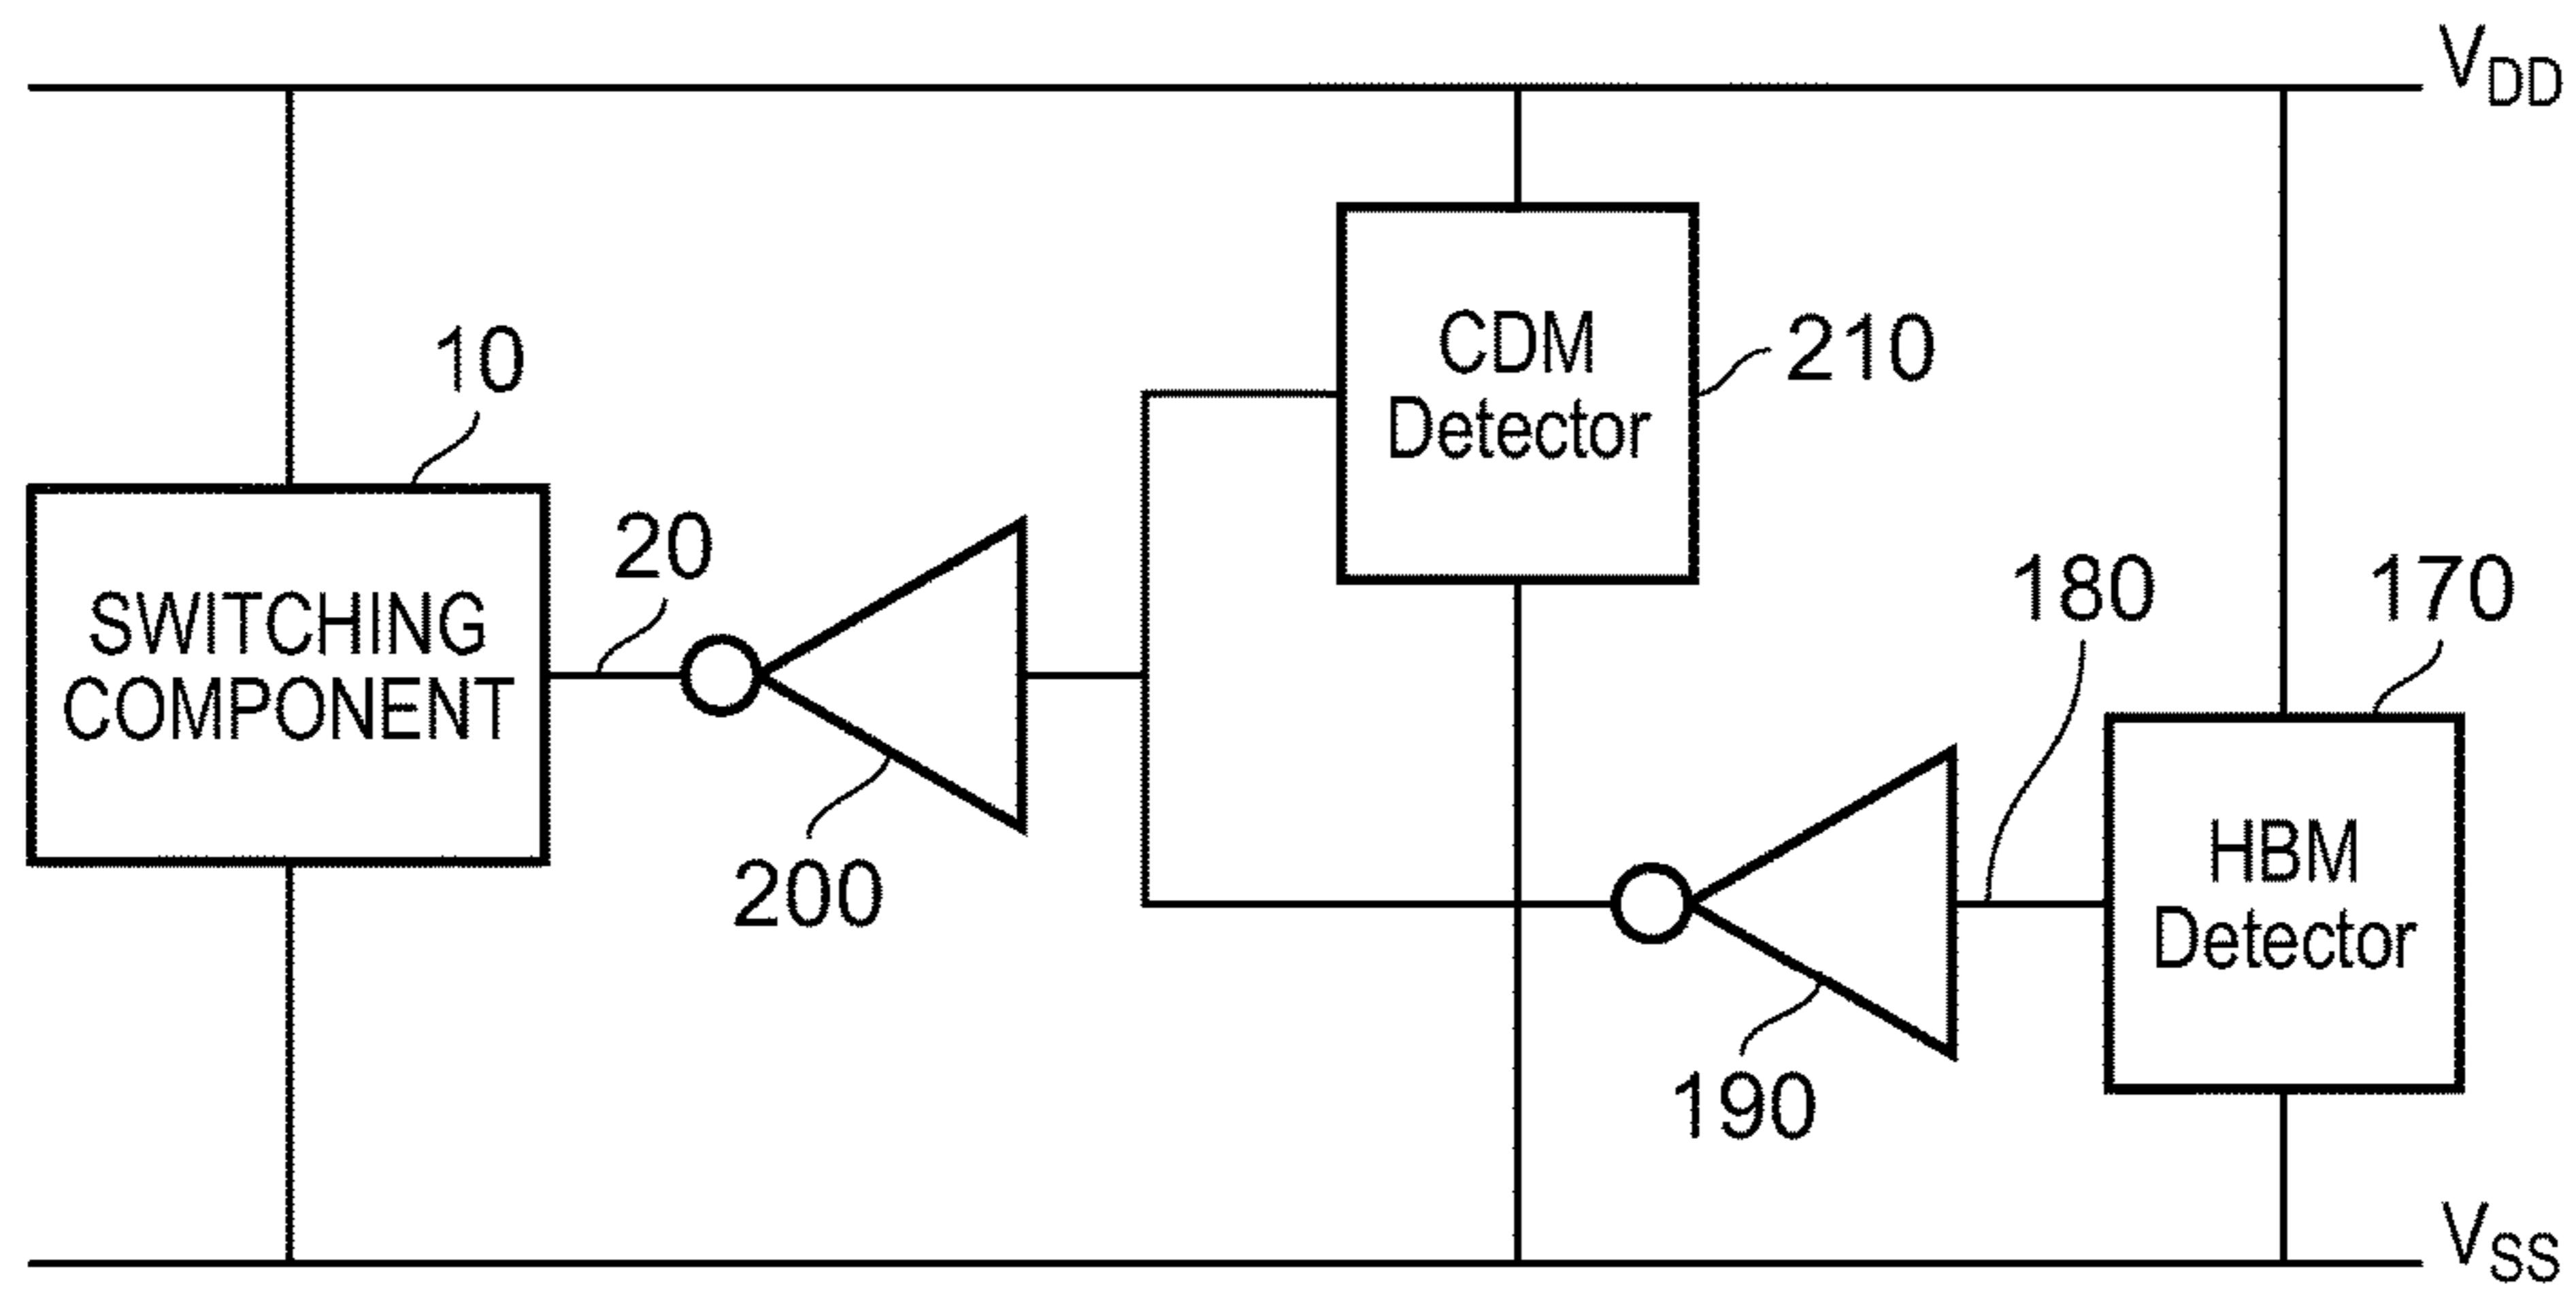 VDD
10
CDM
Detector
210
20
SWITCHING
COMPONENT
180
170
200
HBM
Detector
190
VSS